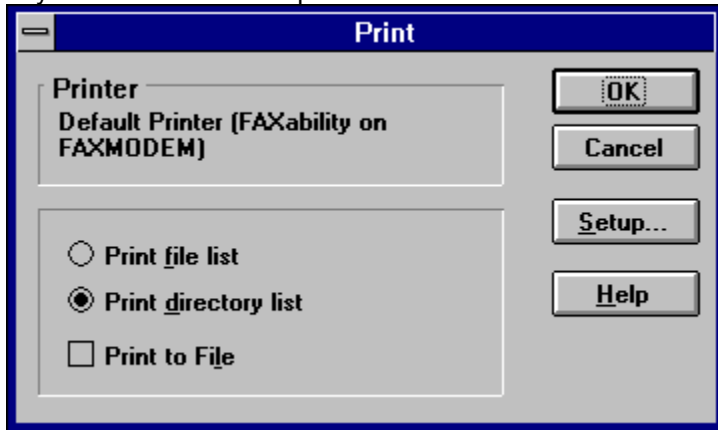 Print
Printer
Default Printer (FAXability on
FAXMODEM)
Print file list
Print directory list
Print to File
OK
Cancel
Setup...
Help